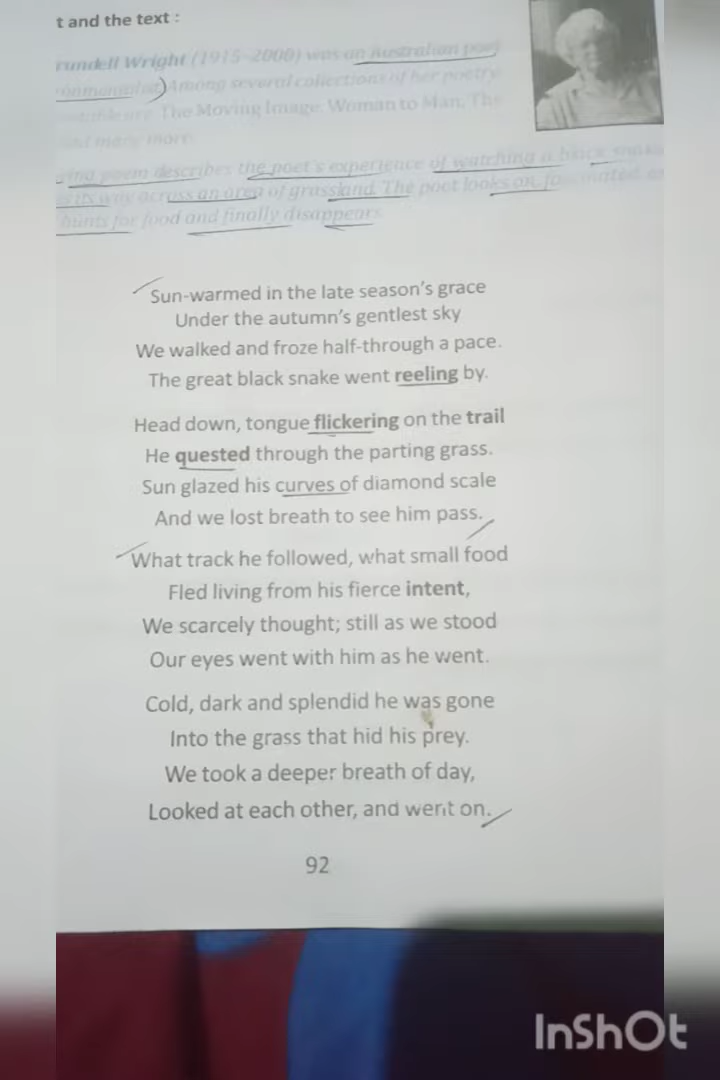 t and the text :
rundell Wright (1915-2000) was an Australian poet
ronmentalist) Among several collections of her poetry
notable are The Moving Image, Woman to Man, The
and many more.
wing poem describes the poet's experience of watching a black snake
its way across an area of grassland. The poet looks on, fascinated as
hunts for food and finally disappears.
Sun-warmed in the late season's grace
Under the autumn's gentlest sky
We walked and froze half-through a pace.
The great black snake went reeling by.
Head down, tongue flickering on the trail
He quested through the parting grass.
Sun glazed his curves of diamond scale
And we lost breath to see him pass.
What track he followed, what small food
Fled living from his fierce intent,
We scarcely thought; still as we stood
Our eyes went with him as he went.
Cold, dark and splendid he was gone
Into the grass that hid his prey.
We took a deeper breath of day,
Looked at each other, and went on.
92
InShOt